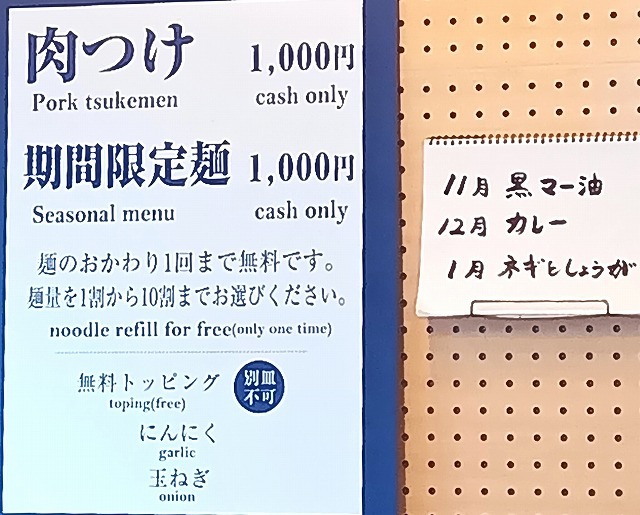 肉つけ 1,000円
Pork tsukemen cash only
期間限定麺 1,000円
Seasonal menu cash only
麺のおかわり1回まで無料です。
麺量を1割から10割までお選びください。
noodle refill for free(only one time)
無料トッピング 別皿不可
toping(free)
にんにく
garlic
玉ねぎ
onion
11月 黒マー油
12月 カレー
1月 ネギとしょうが